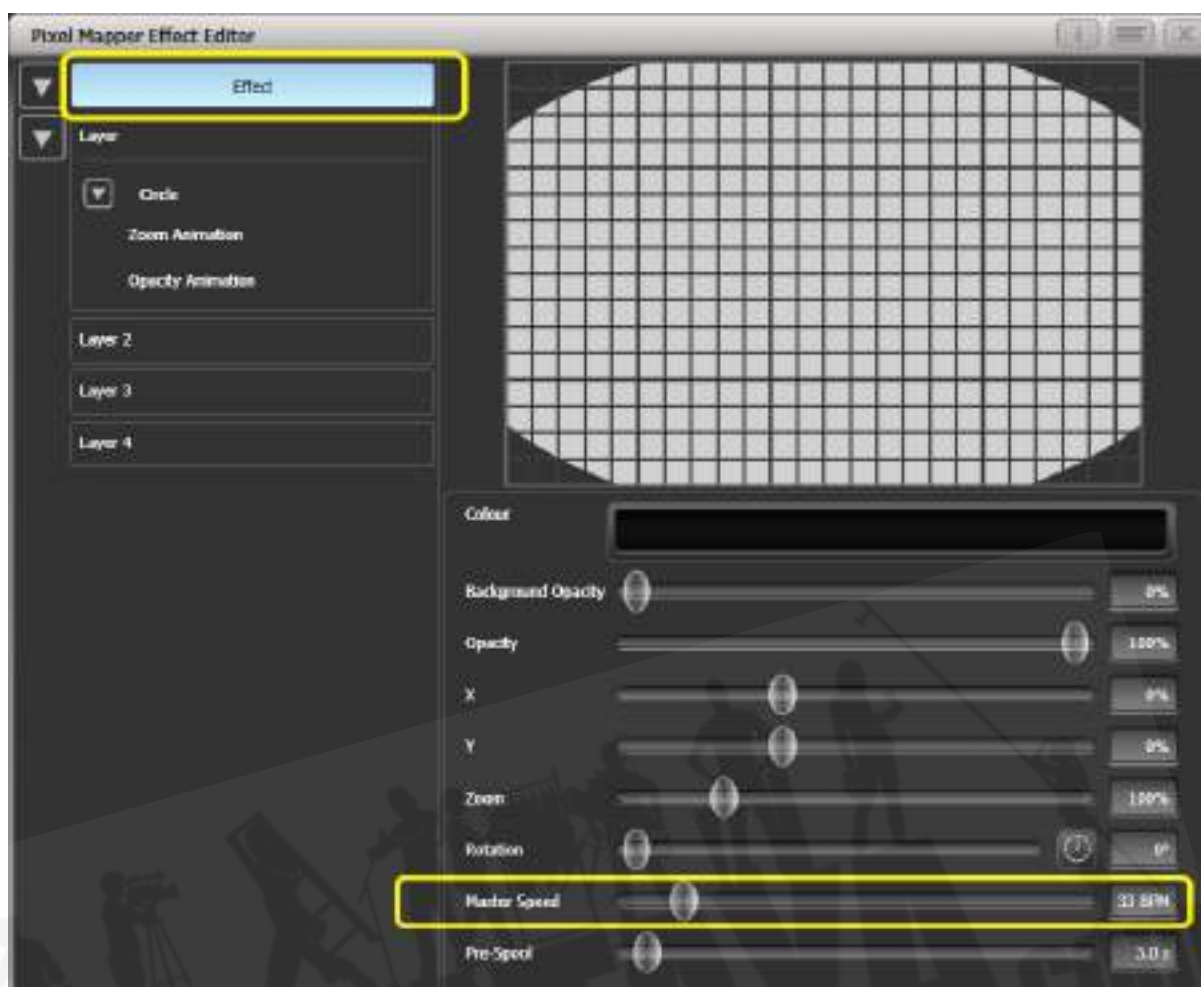 Pixel Mapper Effect Editor
Effect
Layer
Circle
Zoom Animation
Opacity Animation
Layer 2
Layer 3
Layer 4
Colour
Background Opacity 0%
Opacity 100%
X 0%
Y 0%
Zoom 100%
Rotation 0°
Master Speed 33 BPM
Pre-Spool 3.0 s